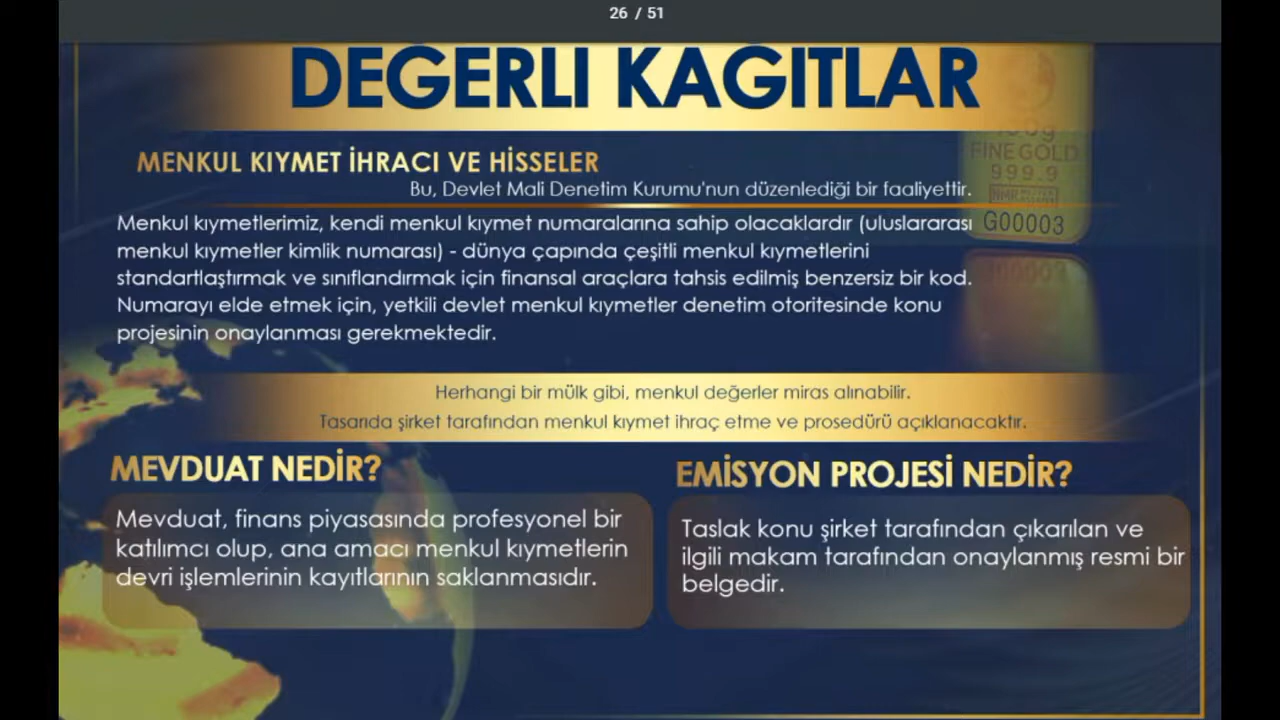 26 / 51
DEĞERLİ KAĞITLAR
100g
FINE GOLD
999.9
G00003
MENKUL KIYMET İHRACI VE HİSSELER
Bu, Devlet Mali Denetim Kurumu'nun düzenlediği bir faaliyettir.
Menkul kıymetlerimiz, kendi menkul kıymet numaralarına sahip olacaklardır (uluslararası
menkul kıymetler kimlik numarası) - dünya çapında çeşitli menkul kıymetlerini
standartlaştırmak ve sınıflandırmak için finansal araçlara tahsis edilmiş benzersiz bir kod.
Numarayı elde etmek için, yetkili devlet menkul kıymetler denetim otoritesinde konu
projesinin onaylanması gerekmektedir.
Herhangi bir mülk gibi, menkul değerler miras alınabilir.
Tasarıda şirket tarafından menkul kıymet ihraç etme ve prosedürü açıklanacaktır.
MEVDUAT NEDİR?
Mevduat, finans piyasasında profesyonel bir
katılımcı olup, ana amacı menkul kıymetlerin
devri işlemlerinin kayıtlarının saklanmasıdır.
EMİSYON PROJESİ NEDİR?
Taslak konu şirket tarafından çıkarılan ve
ilgili makam tarafından onaylanmış resmi bir
belgedir.